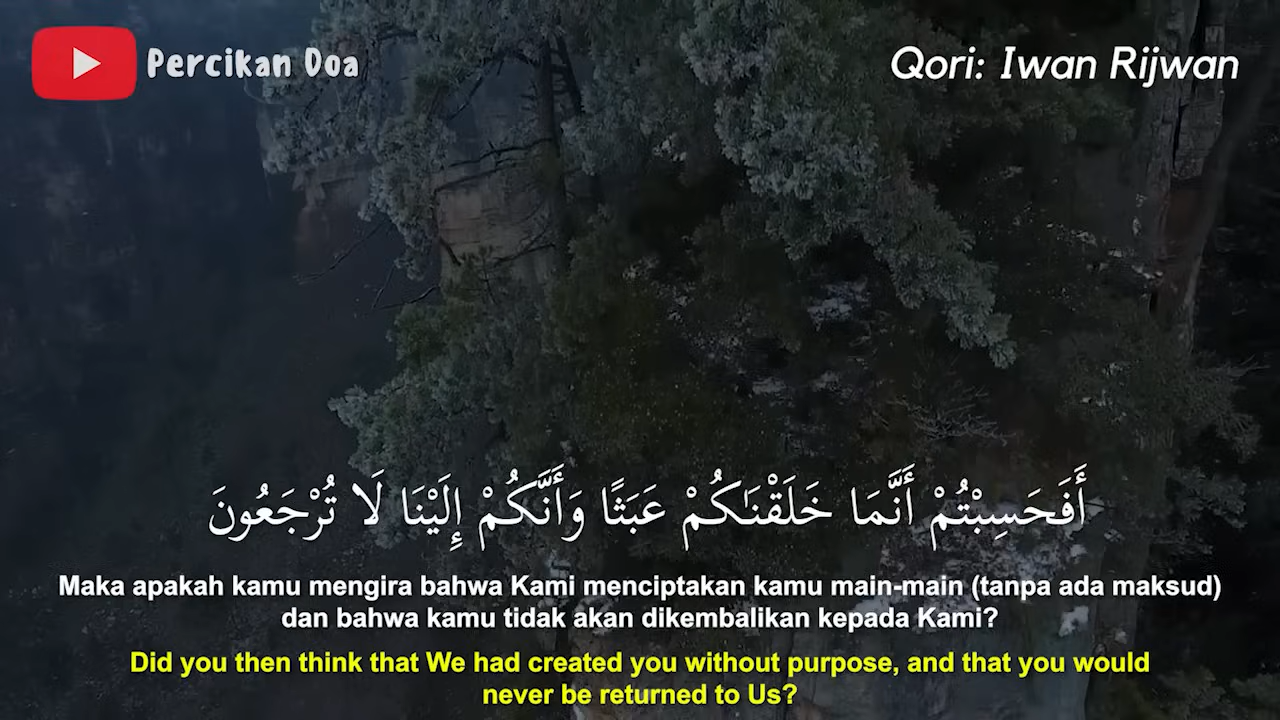 Percikan Doa
Qori: Iwan Rijwan
أَفَحَسِبْتُمْ أَنَّمَا خَلَقْنَٰكُمْ عَبَثًا وَأَنَّكُمْ إِلَيْنَا لَا تُرْجَعُونَ
Maka apakah kamu mengira bahwa Kami menciptakan kamu main-main (tanpa ada maksud)
dan bahwa kamu tidak akan dikembalikan kepada Kami?
Did you then think that We had created you without purpose, and that you would
never be returned to Us?